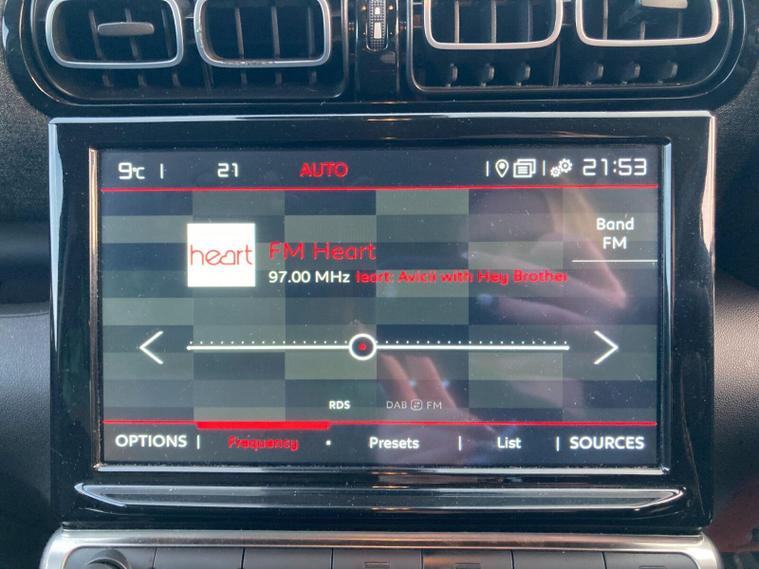 9°C | 21 AUTO | | 21:53
heart
FM Heart
97.00 MHz leart: Avicii with Hey Brother
Band
FM
RDS DAB FM
OPTIONS | Frequency • Presets | List | SOURCES